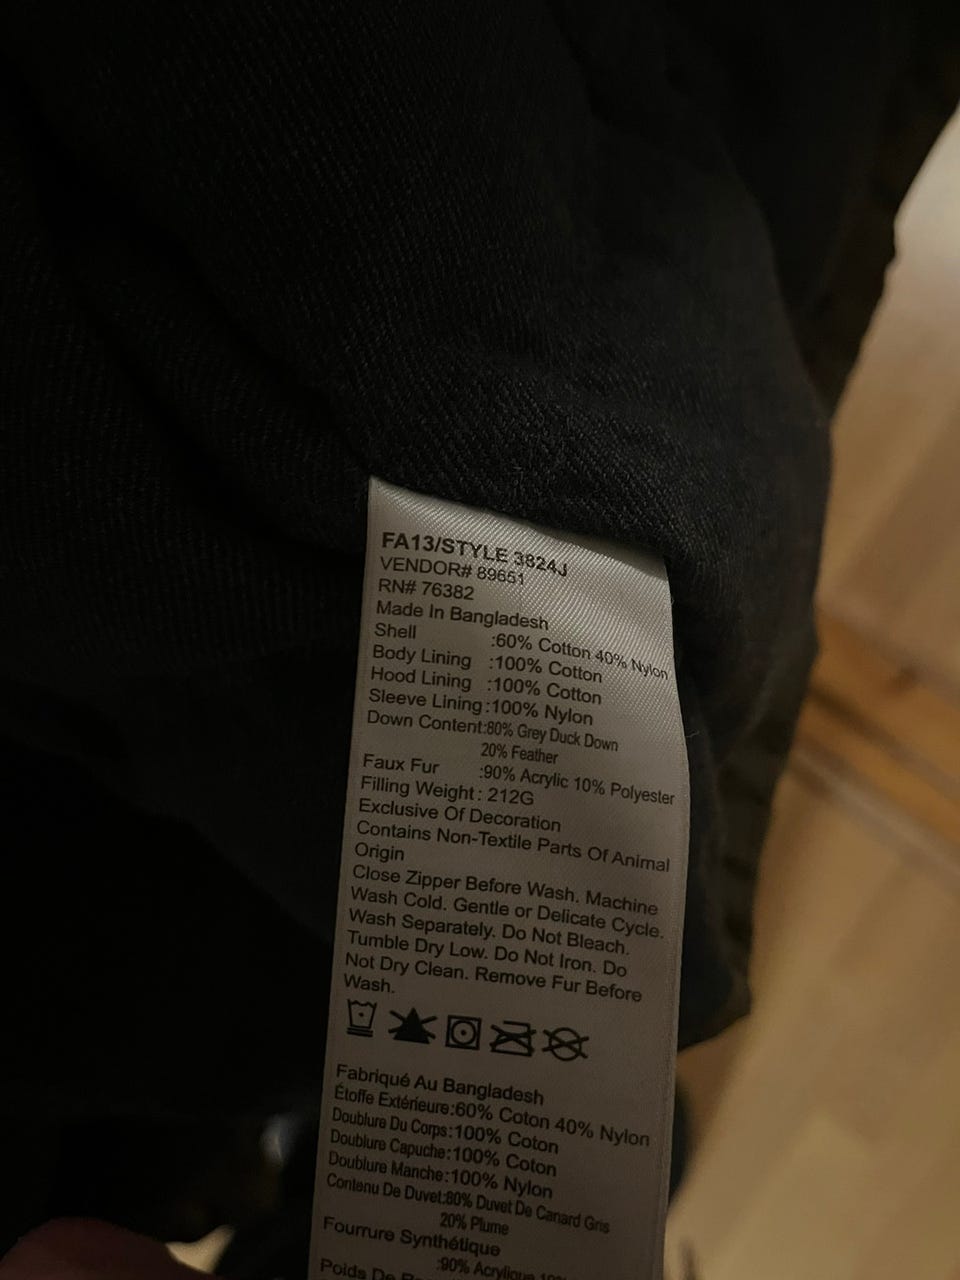 FA13/STYLE 3824J
VENDOR# 89651
RN# 76382
Made In Bangladesh
Shell :60% Cotton 40% Nylon
Body Lining :100% Cotton
Hood Lining :100% Cotton
Sleeve Lining:100% Nylon
Down Content:80% Grey Duck Down
20% Feather
Faux Fur :90% Acrylic 10% Polyester
Filling Weight: 212G
Exclusive Of Decoration
Contains Non-Textile Parts Of Animal
Origin
Close Zipper Before Wash. Machine
Wash Cold. Gentle or Delicate Cycle.
Wash Separately. Do Not Bleach.
Tumble Dry Low. Do Not Iron. Do
Not Dry Clean. Remove Fur Before
Wash.
Fabriqué Au Bangladesh
Étoffe Extérieure:60% Coton 40% Nylon
Doublure Du Corps:100% Coton
Doublure Capuche:100% Coton
Doublure Manche:100% Nylon
Contenu De Duvet:80% Duvet De Canard Gris
20% Plume
Fourrure Synthétique
:90% Acrylique
Poids De